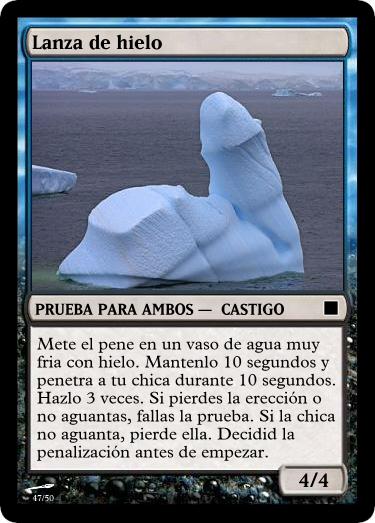 Lanza de hielo
PRUEBA PARA AMBOS — CASTIGO
Mete el pene en un vaso de agua muy
fria con hielo. Mantenlo 10 segundos y
penetra a tu chica durante 10 segundos.
Hazlo 3 veces. Si pierdes la erección o
no aguantas, fallas la prueba. Si la chica
no aguanta, pierde ella. Decidid la
penalización antes de empezar.
4/4
47/50